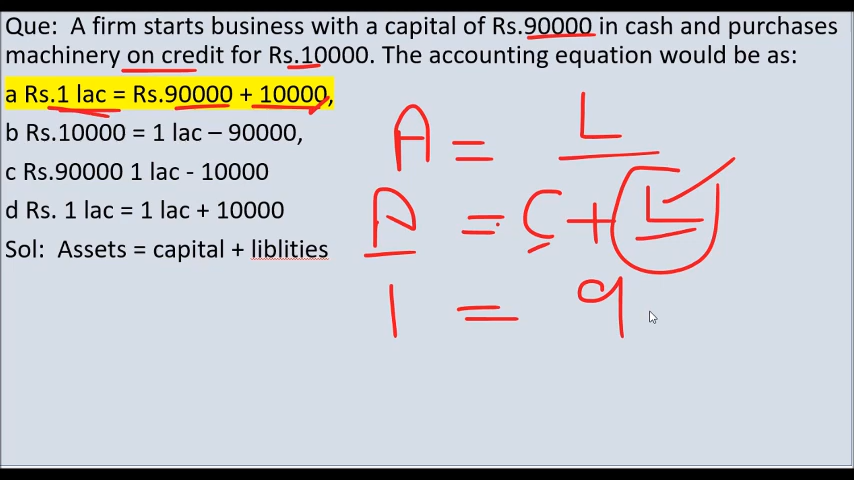 Que: A firm starts business with a capital of Rs.90000 in cash and purchases
machinery on credit for Rs.10000. The accounting equation would be as:
a Rs.1 lac = Rs.90000 + 10000,
b Rs.10000 = 1 lac – 90000,
c Rs.90000 1 lac - 10000
d Rs. 1 lac = 1 lac + 10000
Sol: Assets = capital + liblities
A = L
A = C + L
1 = 9